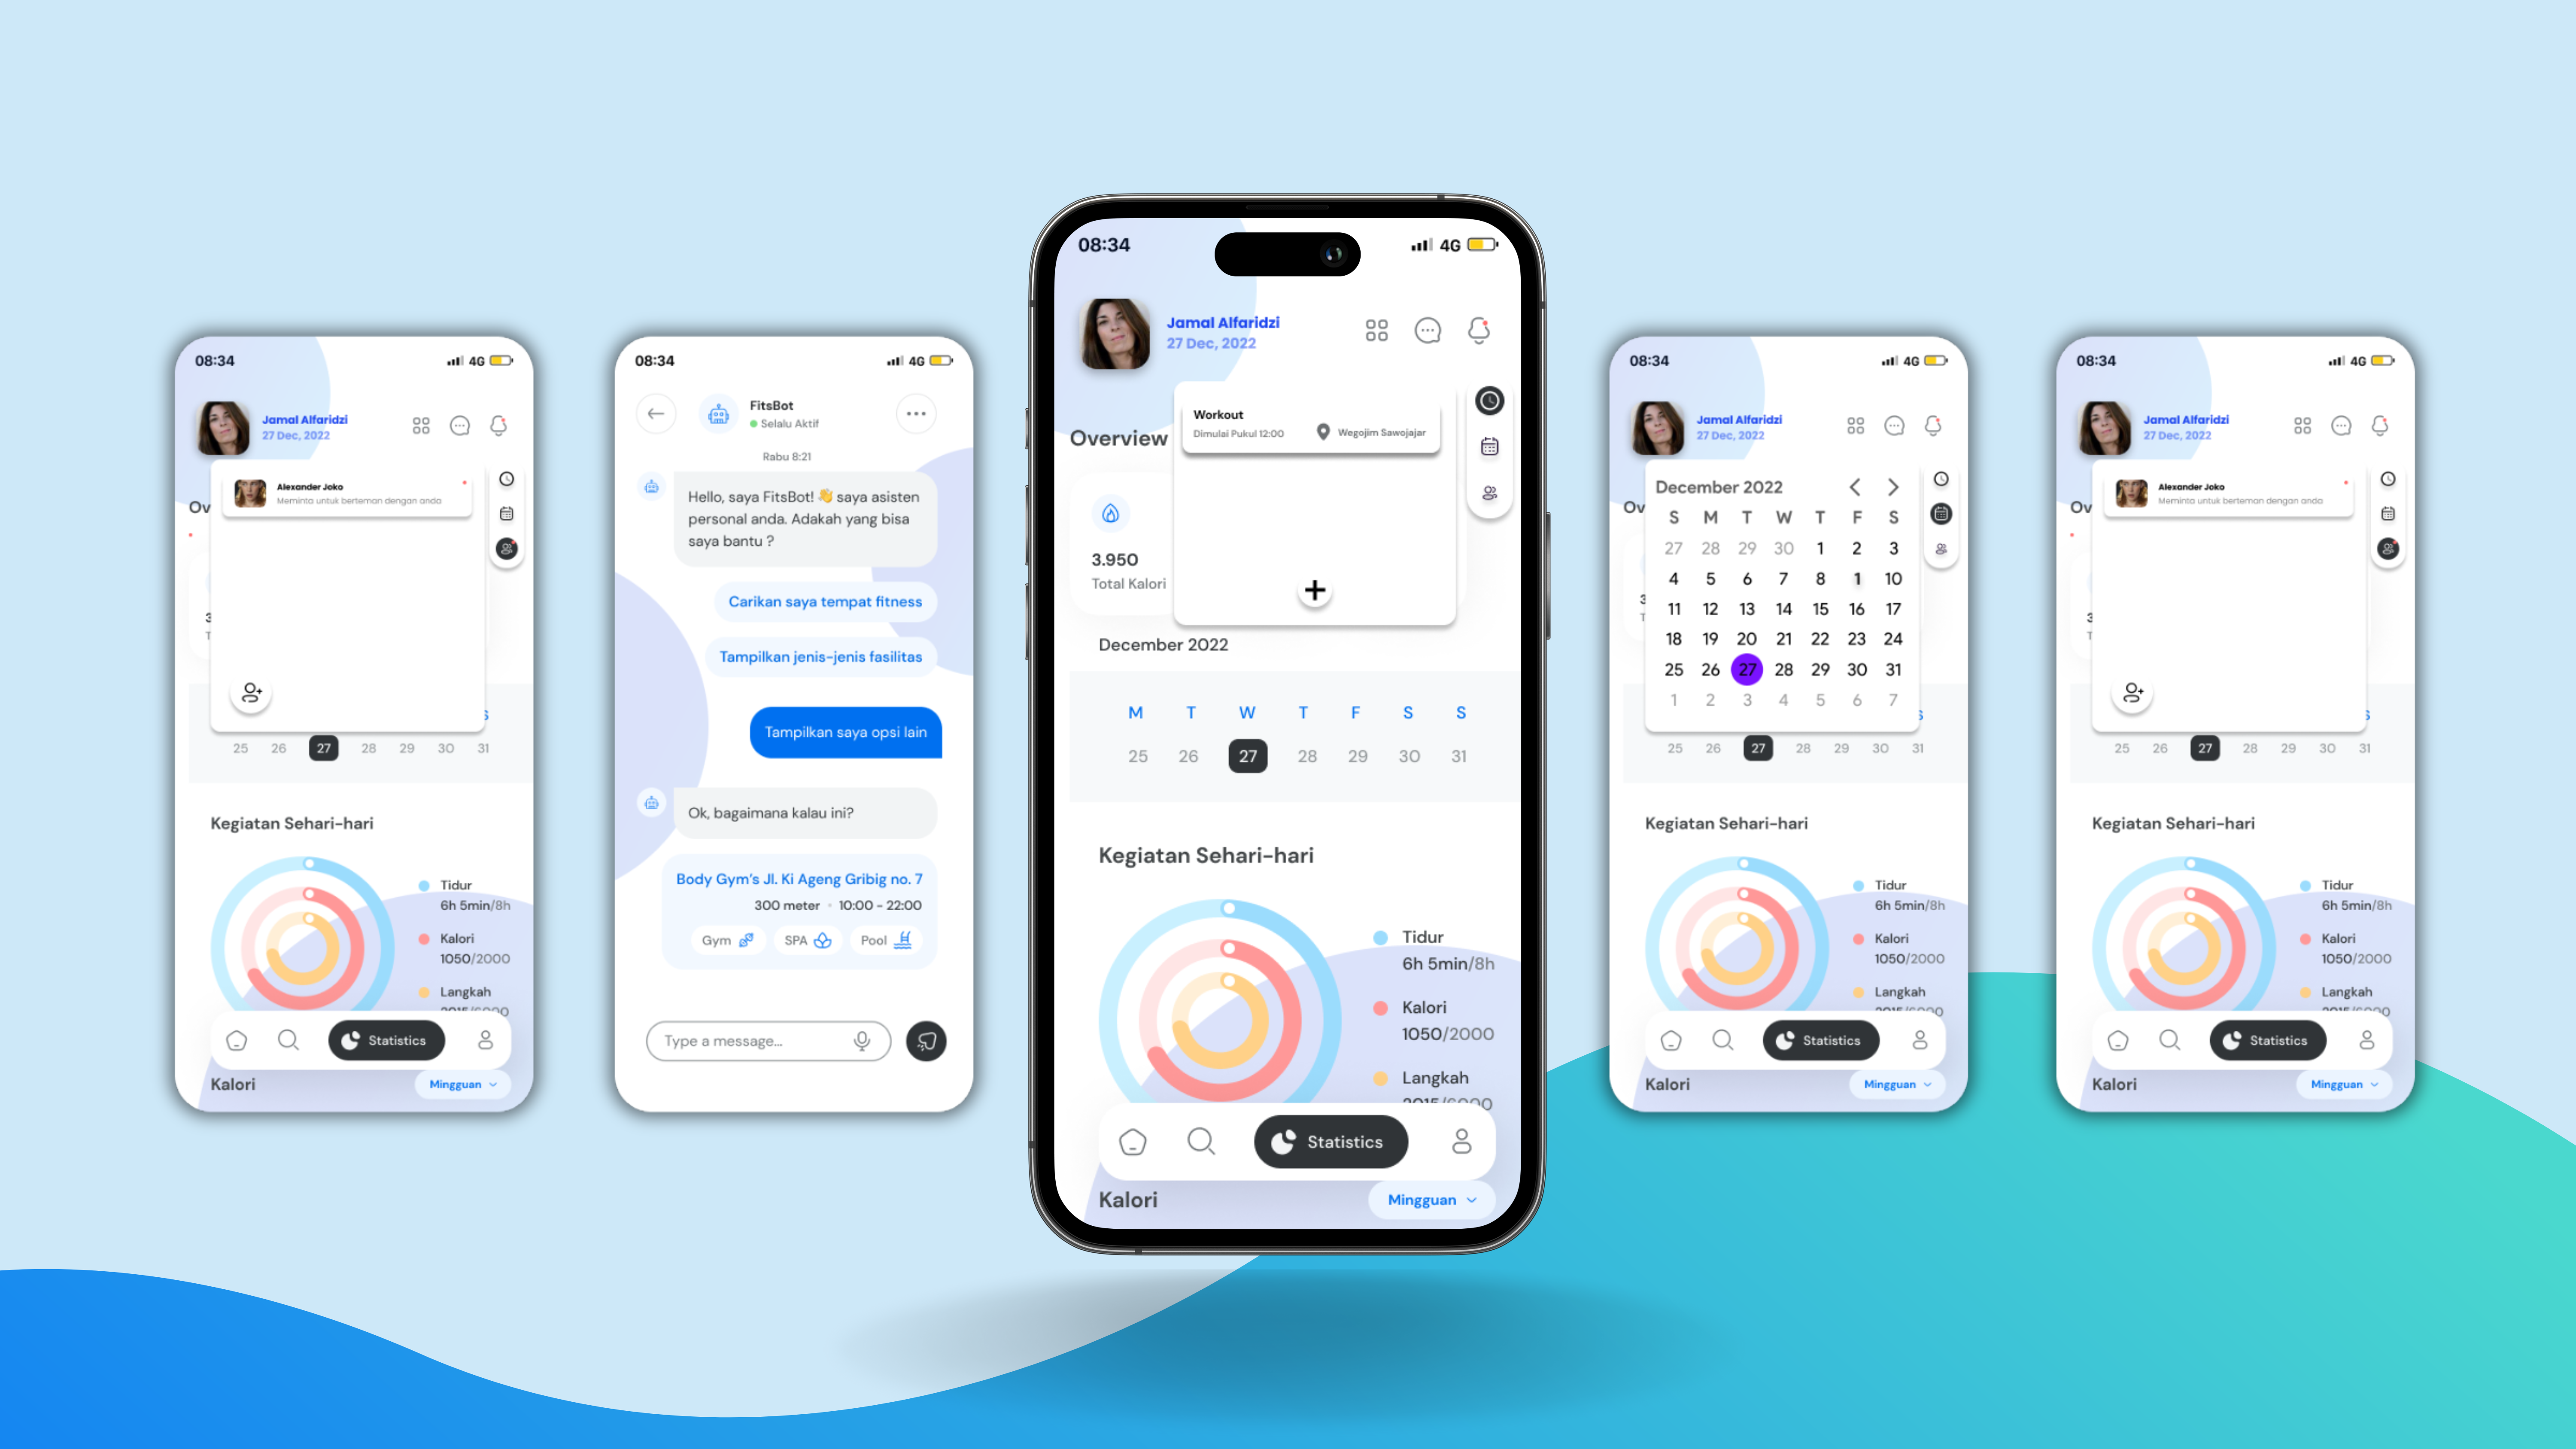 08:34
4G
Jamal Alfaridzi
27 Dec, 2022
Alexander Joko
Meminta untuk berteman dengan anda
Ov
3
T
S
25 26 27 28 29 30 31
Kegiatan Sehari-hari
Tidur
6h 5min/8h
Kalori
1050/2000
Langkah
2015/6000
Statistics
Kalori
Mingguan
08:34
4G
FitsBot
Selalu Aktif
Rabu 8:21
Hello, saya FitsBot! 👋 saya asisten
personal anda. Adakah yang bisa
saya bantu ?
Carikan saya tempat fitness
Tampilkan jenis-jenis fasilitas
Tampilkan saya opsi lain
Ok, bagaimana kalau ini?
Body Gym's Jl. Ki Ageng Gribig no. 7
300 meter • 10:00 - 22:00
Gym SPA Pool
Type a message...
08:34
4G
Jamal Alfaridzi
27 Dec, 2022
Workout
Dimulai Pukul 12:00 Wegojim Sawojajar
Overview
3.950
Total Kalori
December 2022
M T W T F S S
25 26 27 28 29 30 31
Kegiatan Sehari-hari
Tidur
6h 5min/8h
Kalori
1050/2000
Langkah
2015/6000
Statistics
Kalori
Mingguan
08:34
4G
Jamal Alfaridzi
27 Dec, 2022
December 2022
Ov
S M T W T F S
27 28 29 30 1 2 3
4 5 6 7 8 1 10
11 12 13 14 15 16 17
18 19 20 21 22 23 24
25 26 27 28 29 30 31
1 2 3 4 5 6 7
3
T
S
25 26 27 28 29 30 31
Kegiatan Sehari-hari
Tidur
6h 5min/8h
Kalori
1050/2000
Langkah
2015/6000
Statistics
Kalori
Mingguan
08:34
4G
Jamal Alfaridzi
27 Dec, 2022
Alexander Joko
Meminta untuk berteman dengan anda
Ov
3
T
S
25 26 27 28 29 30 31
Kegiatan Sehari-hari
Tidur
6h 5min/8h
Kalori
1050/2000
Langkah
2015/6000
Statistics
Kalori
Mingguan